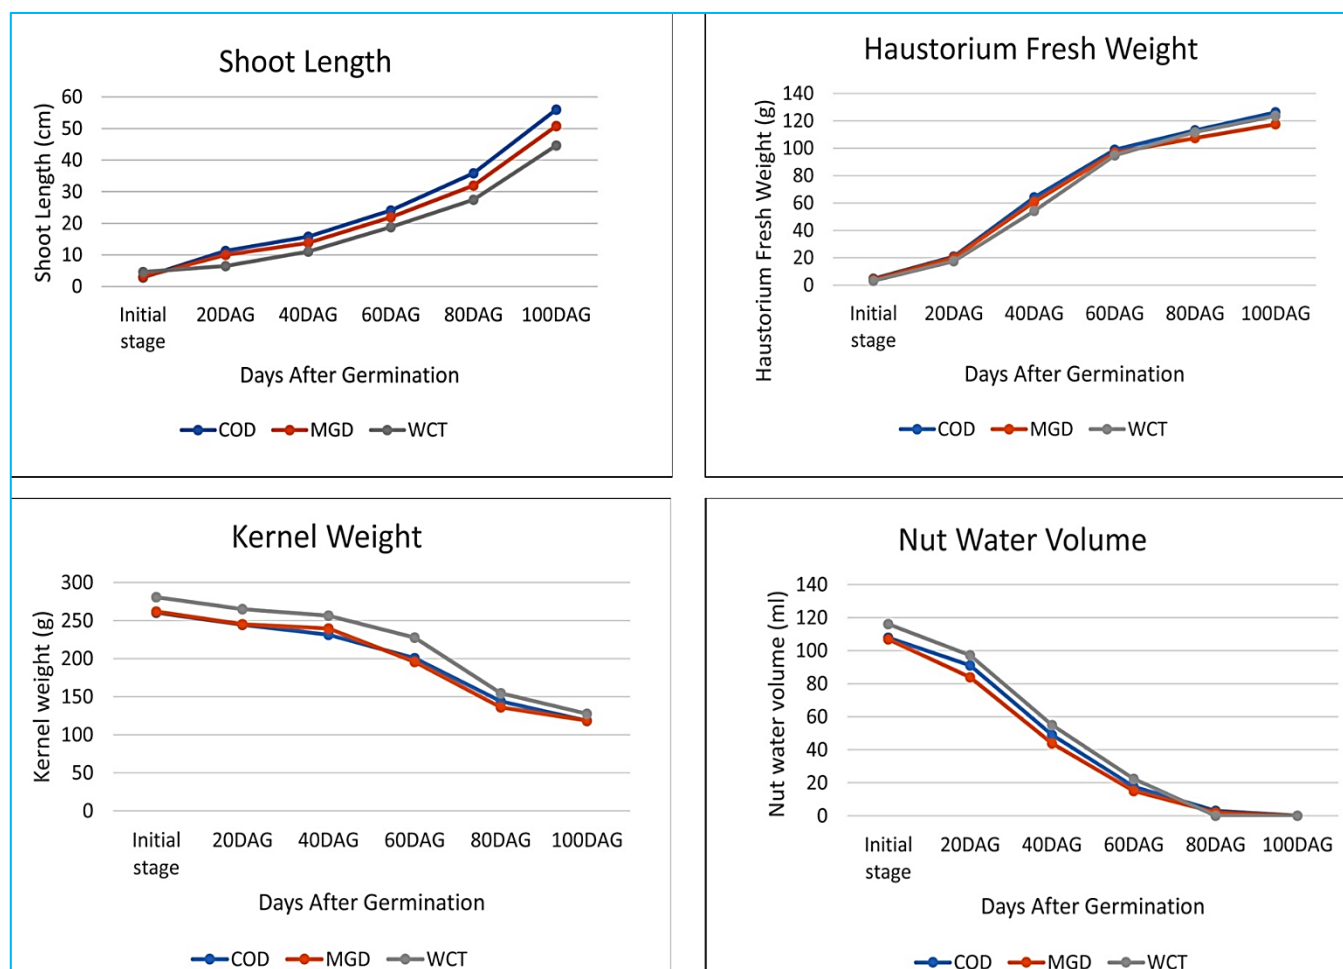 Shoot Length
Shoot Length (cm)
60
50
40
30
20
10
0
Initial stage
20DAG 40DAG 60DAG 80DAG 100DAG
Days After Germination
COD MGD WCT
Haustorium Fresh Weight
Haustorium Fresh Weight (g)
140
120
100
80
60
40
20
0
Initial stage
20DAG 40DAG 60DAG 80DAG 100DAG
Days After Germination
COD MGD WCT
Kernel Weight
Kernel weight (g)
300
250
200
150
100
50
0
Initial stage
20DAG 40DAG 60DAG 80DAG 100DAG
Days After Germination
COD MGD WCT
Nut Water Volume
Nut water volume (ml)
140
120
100
80
60
40
20
0
Initial stage
20DAG 40DAG 60DAG 80DAG 100DAG
Days After Germination
COD MGD WCT